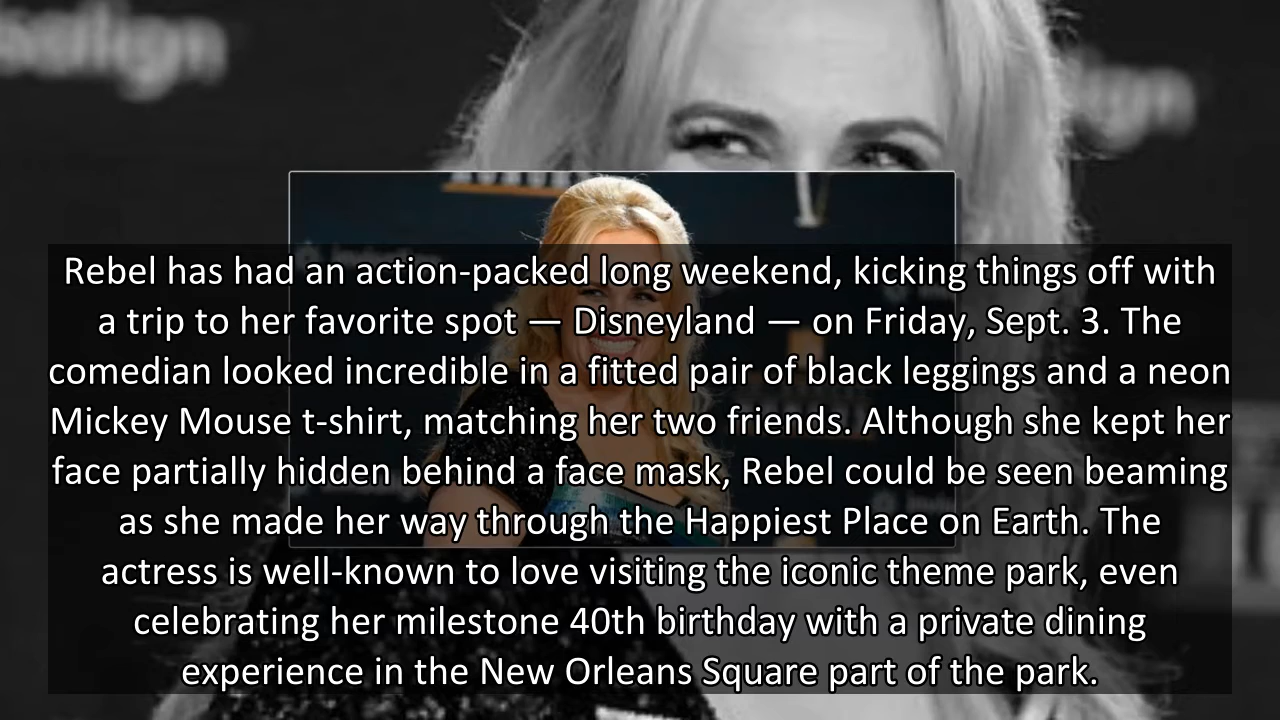 Rebel has had an action-packed long weekend, kicking things off with
a trip to her favorite spot — Disneyland — on Friday, Sept. 3. The
comedian looked incredible in a fitted pair of black leggings and a neon
Mickey Mouse t-shirt, matching her two friends. Although she kept her
face partially hidden behind a face mask, Rebel could be seen beaming
as she made her way through the Happiest Place on Earth. The
actress is well-known to love visiting the iconic theme park, even
celebrating her milestone 40th birthday with a private dining
experience in the New Orleans Square part of the park.